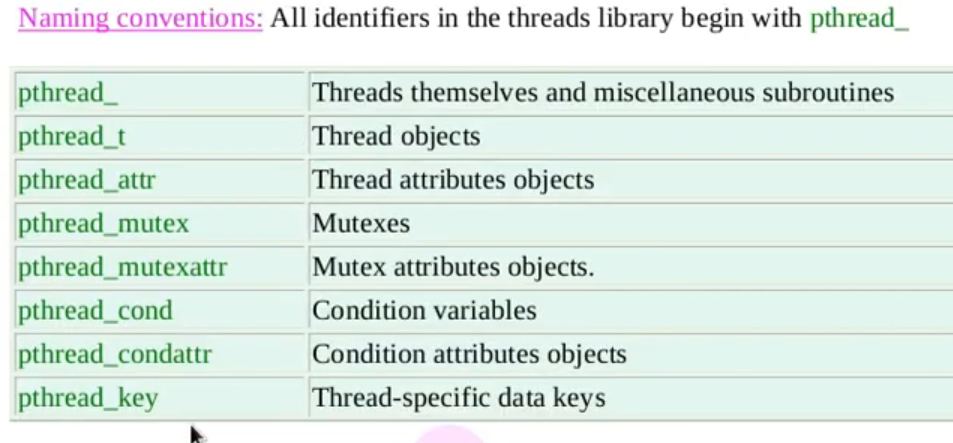 Naming conventions: All identifiers in the threads library begin with pthread_
pthread_ Threads themselves and miscellaneous subroutines
pthread_t Thread objects
pthread_attr Thread attributes objects
pthread_mutex Mutexes
pthread_mutexattr Mutex attributes objects.
pthread_cond Condition variables
pthread_condattr Condition attributes objects
pthread_key Thread-specific data keys